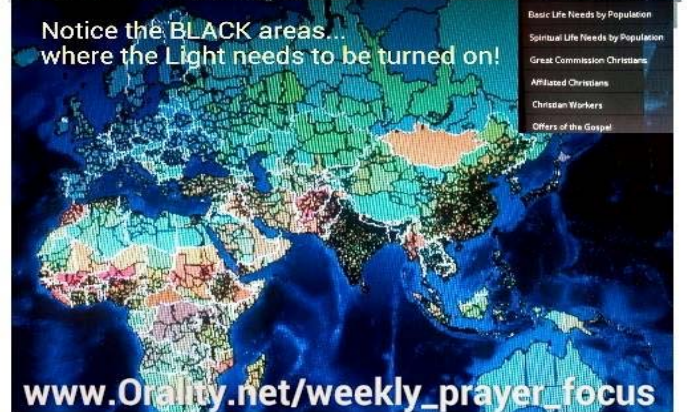 Notice the BLACK areas...
where the Light needs to be turned on!
Basic Life Needs by Population
Spiritual Life Needs by Population
Great Commission Christians
Affiliated Christians
Christian Workers
Offers of the Gospel
www.Orality.net/weekly_prayer_focus